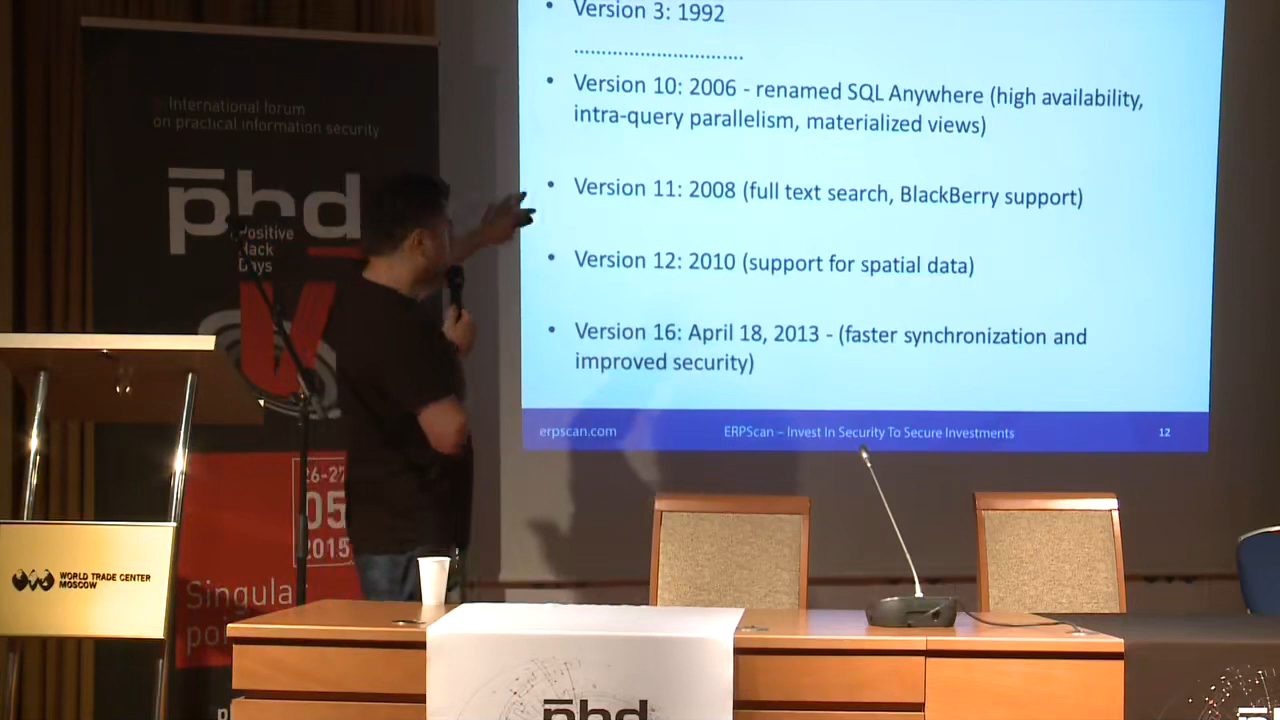 • Version 3: 1992
................................
• Version 10: 2006 - renamed SQL Anywhere (high availability,
intra-query parallelism, materialized views)
• Version 11: 2008 (full text search, BlackBerry support)
• Version 12: 2010 (support for spatial data)
• Version 16: April 18, 2013 - (faster synchronization and
improved security)
erpscan.com
ERPScan – Invest In Security To Secure Investments
12
International forum
on practical information security
phd
Positive
Hack
Days
V
26-27
05
2015
Singula
poi
WORLD TRADE CENTER
MOSCOW
phd